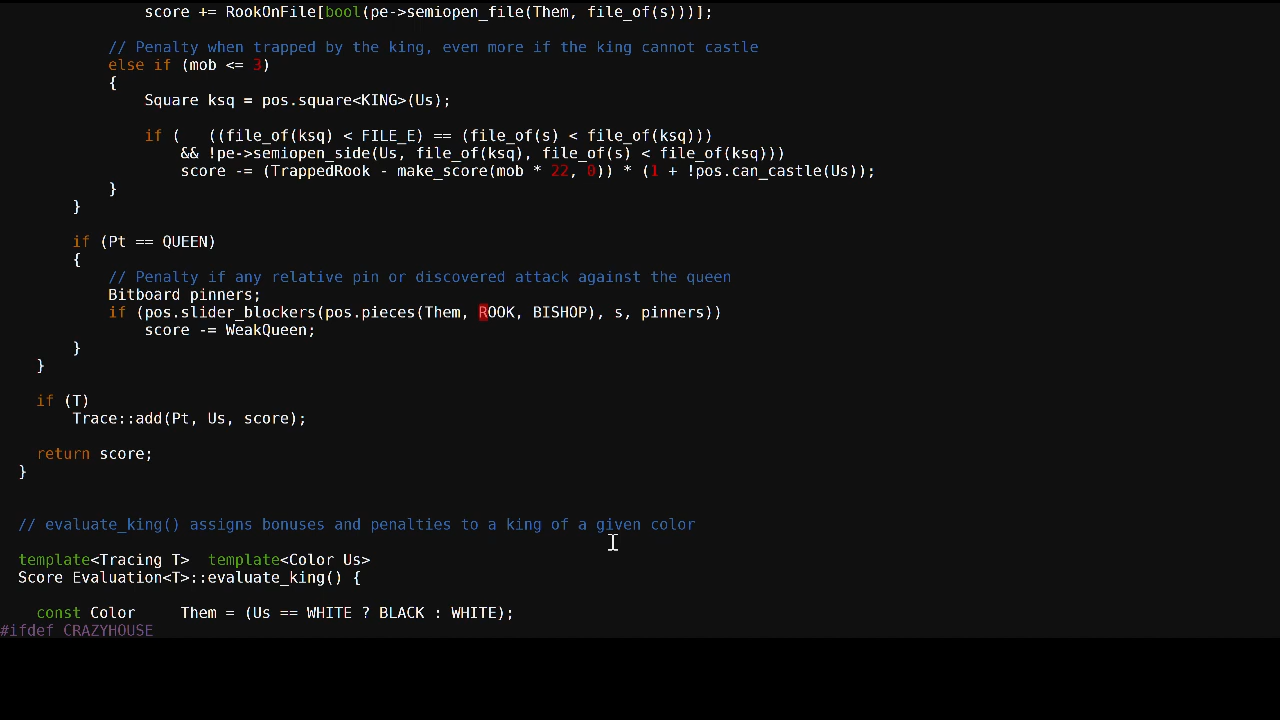 score += RookOnFile[bool(pe->semiopen_file(Them, file_of(s)))];

            // Penalty when trapped by the king, even more if the king cannot castle
            else if (mob <= 3)
            {
                Square ksq = pos.square<KING>(Us);

                if (   ((file_of(ksq) < FILE_E) == (file_of(s) < file_of(ksq)))
                    && !pe->semiopen_side(Us, file_of(ksq), file_of(s) < file_of(ksq)))
                    score -= (TrappedRook - make_score(mob * 22, 0)) * (1 + !pos.can_castle(Us));
            }
        }

        if (Pt == QUEEN)
        {
            // Penalty if any relative pin or discovered attack against the queen
            Bitboard pinners;
            if (pos.slider_blockers(pos.pieces(Them, ROOK, BISHOP), s, pinners))
                score -= WeakQueen;
        }
    }

    if (T)
        Trace::add(Pt, Us, score);

    return score;
  }


  // evaluate_king() assigns bonuses and penalties to a king of a given color

  template<Tracing T>  template<Color Us>
  Score Evaluation<T>::evaluate_king() {

    const Color     Them = (Us == WHITE ? BLACK : WHITE);
#ifdef CRAZYHOUSE